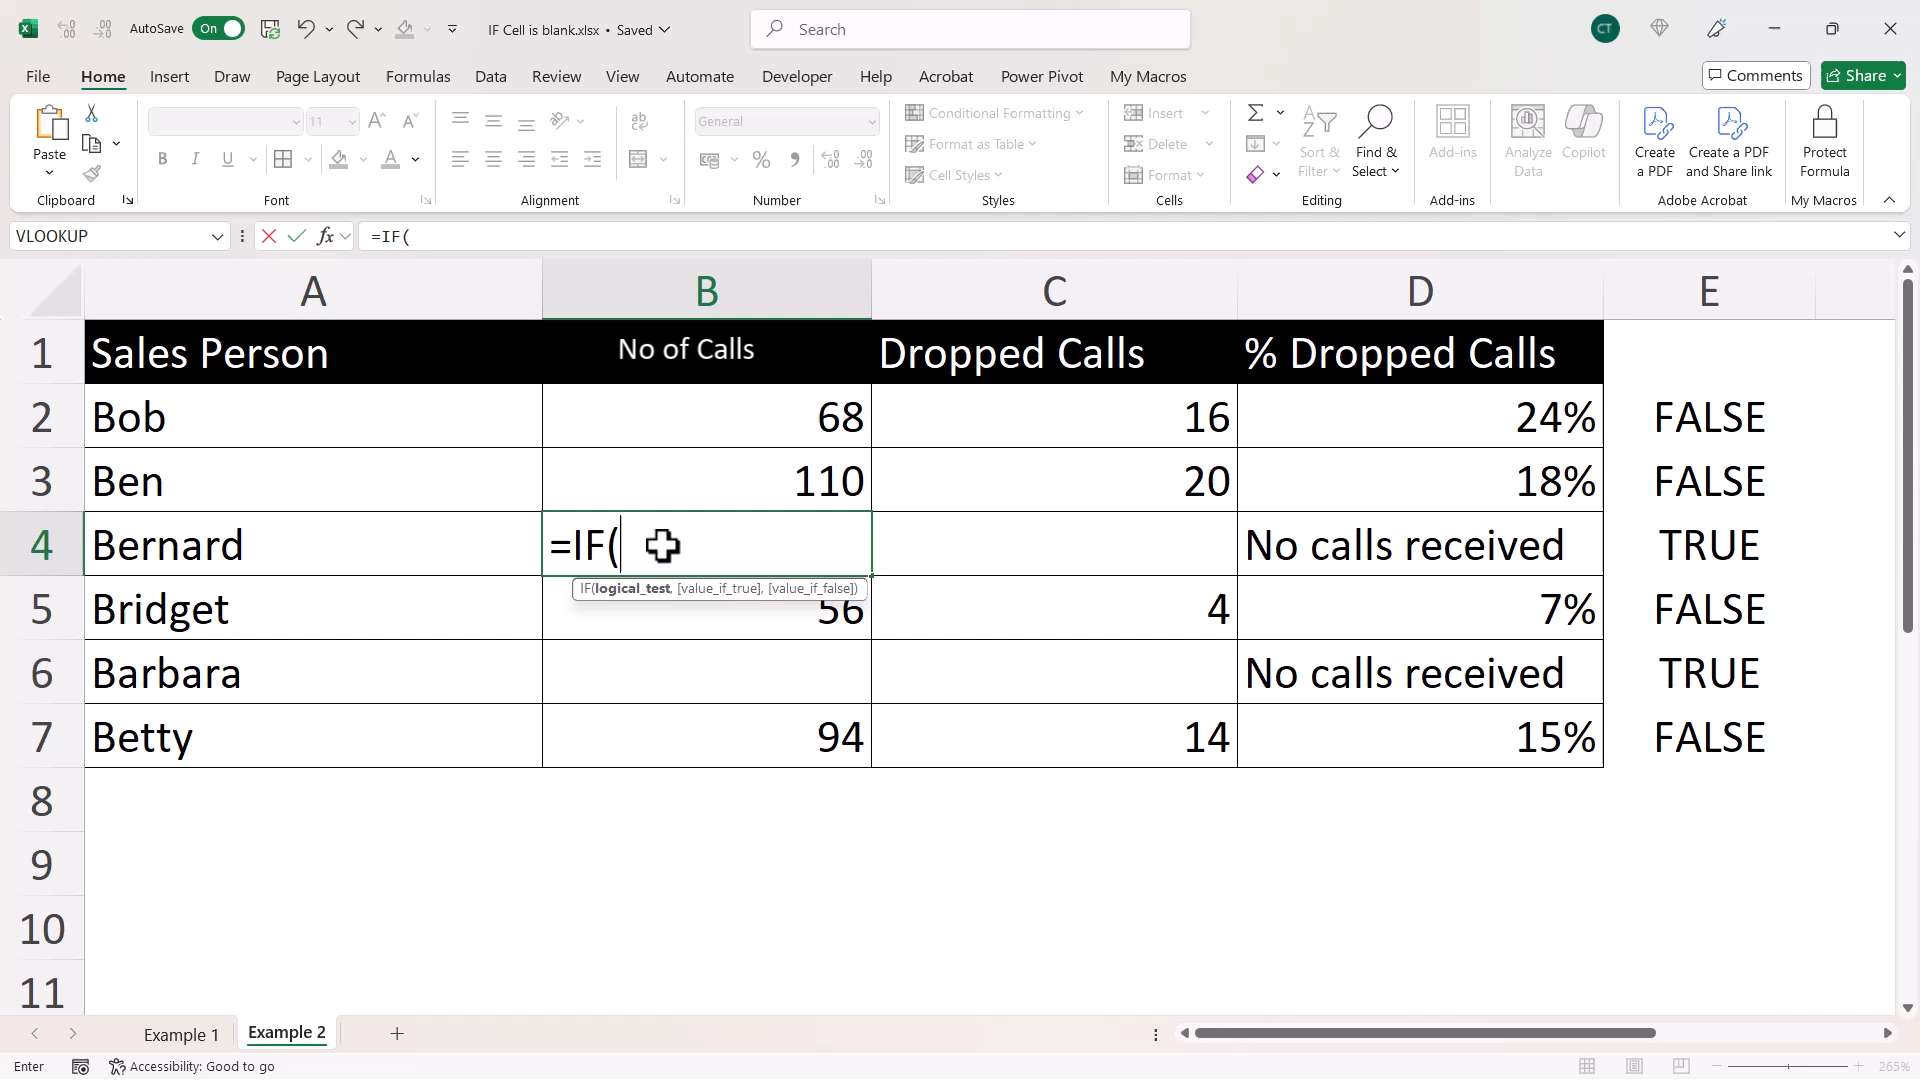 AutoSave On IF Cell is blank.xlsx • Saved Search CT
File Home Insert Draw Page Layout Formulas Data Review View Automate Developer Help Acrobat Power Pivot My Macros Comments Share
Paste
Clipboard
11
Font
Alignment
General
Number
Conditional Formatting
Format as Table
Cell Styles
Styles
Insert
Delete
Format
Cells
Sort &
Filter
Find &
Select
Editing
Add-ins
Add-ins
Analyze
Data
Copilot
Create
a PDF
Create a PDF
and Share link
Adobe Acrobat
Protect
Formula
My Macros
VLOOKUP fx =IF(
A B C D E
1 Sales Person No of Calls Dropped Calls % Dropped Calls
2 Bob 68 16 24% FALSE
3 Ben 110 20 18% FALSE
4 Bernard =IF( No calls received TRUE
IF(logical_test, [value_if_true], [value_if_false])
5 Bridget 56 4 7% FALSE
6 Barbara No calls received TRUE
7 Betty 94 14 15% FALSE
8
9
10
11
Example 1 Example 2
Enter Accessibility: Good to go 265%